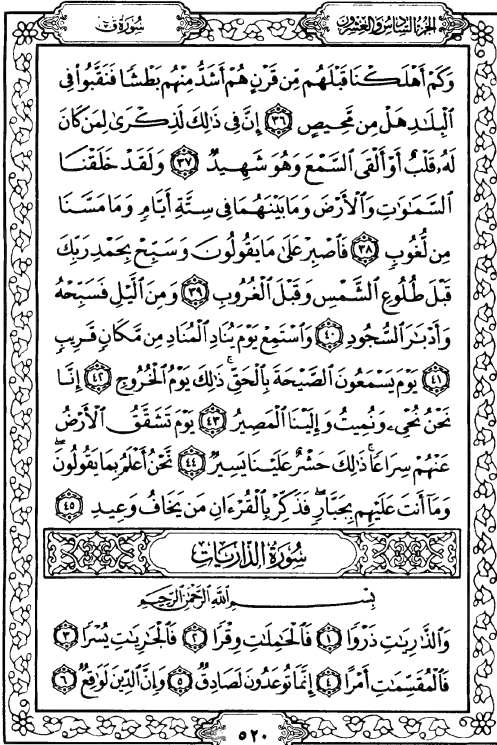 الجزء السادس والعشرون
سورة ق
وَكَمْ أَهْلَكْنَا قَبْلَهُم مِّن قَرْنٍ هُمْ أَشَدُّ مِنْهُم بَطْشًا فَنَقَّبُوا۟ فِى
ٱلْبِلَٰدِ هَلْ مِن مَّحِيصٍ ٣٦ إِنَّ فِى ذَٰلِكَ لَذِكْرَىٰ لِمَن كَانَ
لَهُۥ قَلْبٌ أَوْ أَلْقَى ٱلسَّمْعَ وَهُوَ شَهِيدٌ ٣٧ وَلَقَدْ خَلَقْنَا
ٱلسَّمَٰوَٰتِ وَٱلْأَرْضَ وَمَا بَيْنَهُمَا فِى سِتَّةِ أَيَّامٍ وَمَا مَسَّنَا
مِن لُّغُوبٍ ٣٨ فَٱصْبِرْ عَلَىٰ مَا يَقُولُونَ وَسَبِّحْ بِحَمْدِ رَبِّكَ
قَبْلَ طُلُوعِ ٱلشَّمْسِ وَقَبْلَ ٱلْغُرُوبِ ٣٩ وَمِنَ ٱلَّيْلِ فَسَبِّحْهُ
وَأَدْبَٰرَ ٱلسُّجُودِ ٤٠ وَٱسْتَمِعْ يَوْمَ يُنَادِ ٱلْمُنَادِ مِن مَّكَانٍ قَرِيبٍ
٤١ يَوْمَ يَسْمَعُونَ ٱلصَّيْحَةَ بِٱلْحَقِّ ۚ ذَٰلِكَ يَوْمُ ٱلْخُرُوجِ ٤٢ إِنَّا
نَحْنُ نُحْىِۦ وَنُمِيتُ وَإِلَيْنَا ٱلْمَصِيرُ ٤٣ يَوْمَ تَشَقَّقُ ٱلْأَرْضُ
عَنْهُمْ سِرَاعًا ۚ ذَٰلِكَ حَشْرٌ عَلَيْنَا يَسِيرٌ ٤٤ نَّحْنُ أَعْلَمُ بِمَا يَقُولُونَ ۖ
وَمَآ أَنتَ عَلَيْهِم بِجَبَّارٍ ۖ فَذَكِّرْ بِٱلْقُرْءَانِ مَن يَخَافُ وَعِيدِ ٤٥
سورة الذاريات
بِسْمِ ٱللَّهِ ٱلرَّحْمَٰنِ ٱلرَّحِيمِ
وَٱلذَّٰرِيَٰتِ ذَرْوًا ١ فَٱلْحَٰمِلَٰتِ وِقْرًا ٢ فَٱلْجَٰرِيَٰتِ يُسْرًا ٣
فَٱلْمُقَسِّمَٰتِ أَمْرًا ٤ إِنَّمَا تُوعَدُونَ لَصَادِقٌ ٥ وَإِنَّ ٱلدِّينَ لَوَٰقِعٌ ٦
٥٢٠